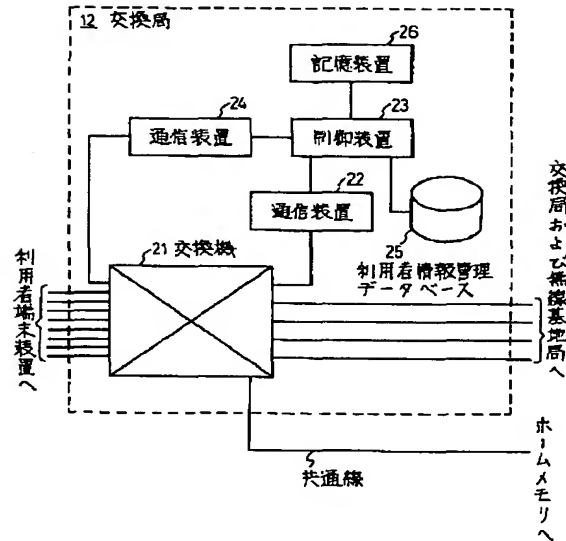 12 交換局
26
記憶装置
24
通信装置
23
制御装置
22
通信装置
25
利用者情報管理
データベース
21 交換機
利用者端末装置へ
交換局および無線基地局へ
共通線
ホームメモリへ